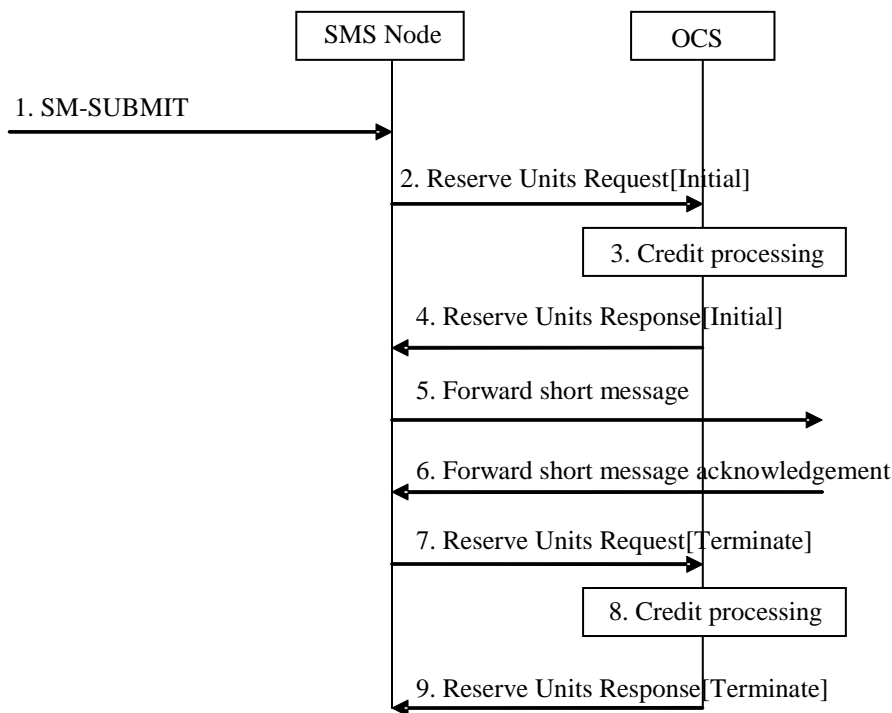 SMS Node
OCS
1. SM-SUBMIT
2. Reserve Units Request[Initial]
3. Credit processing
4. Reserve Units Response[Initial]
5. Forward short message
6. Forward short message acknowledgement
7. Reserve Units Request[Terminate]
8. Credit processing
9. Reserve Units Response[Terminate]